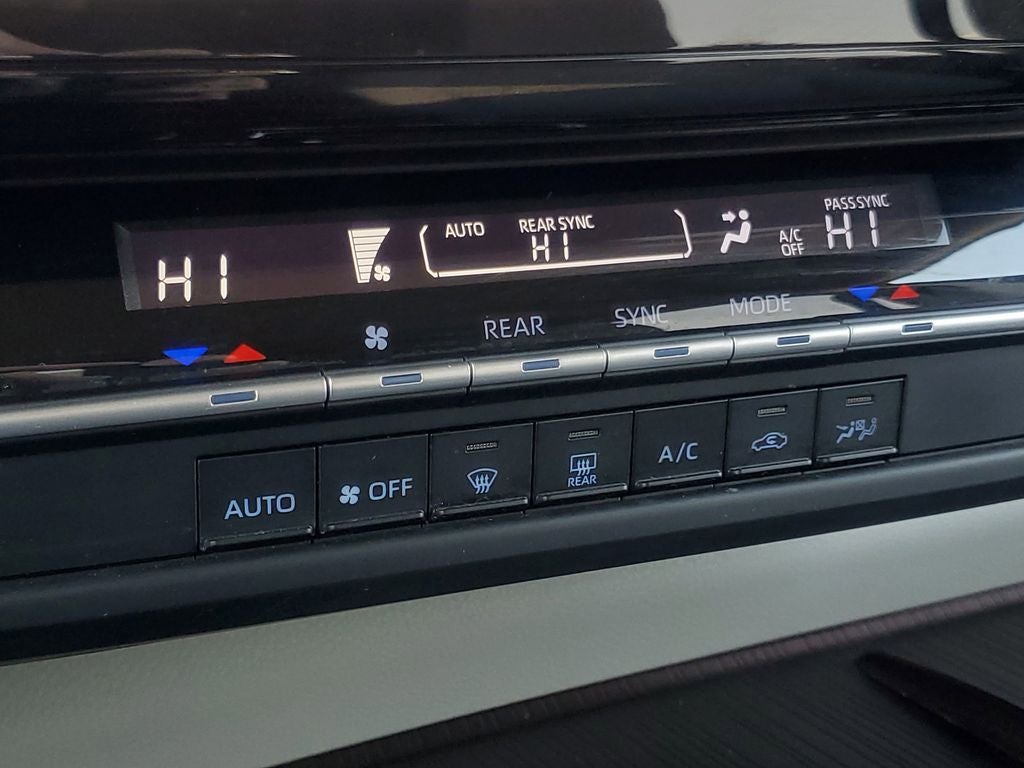 PASS SYNC
AUTO REAR SYNC
HI HI A/C OFF HI
REAR SYNC MODE
AUTO OFF REAR A/C